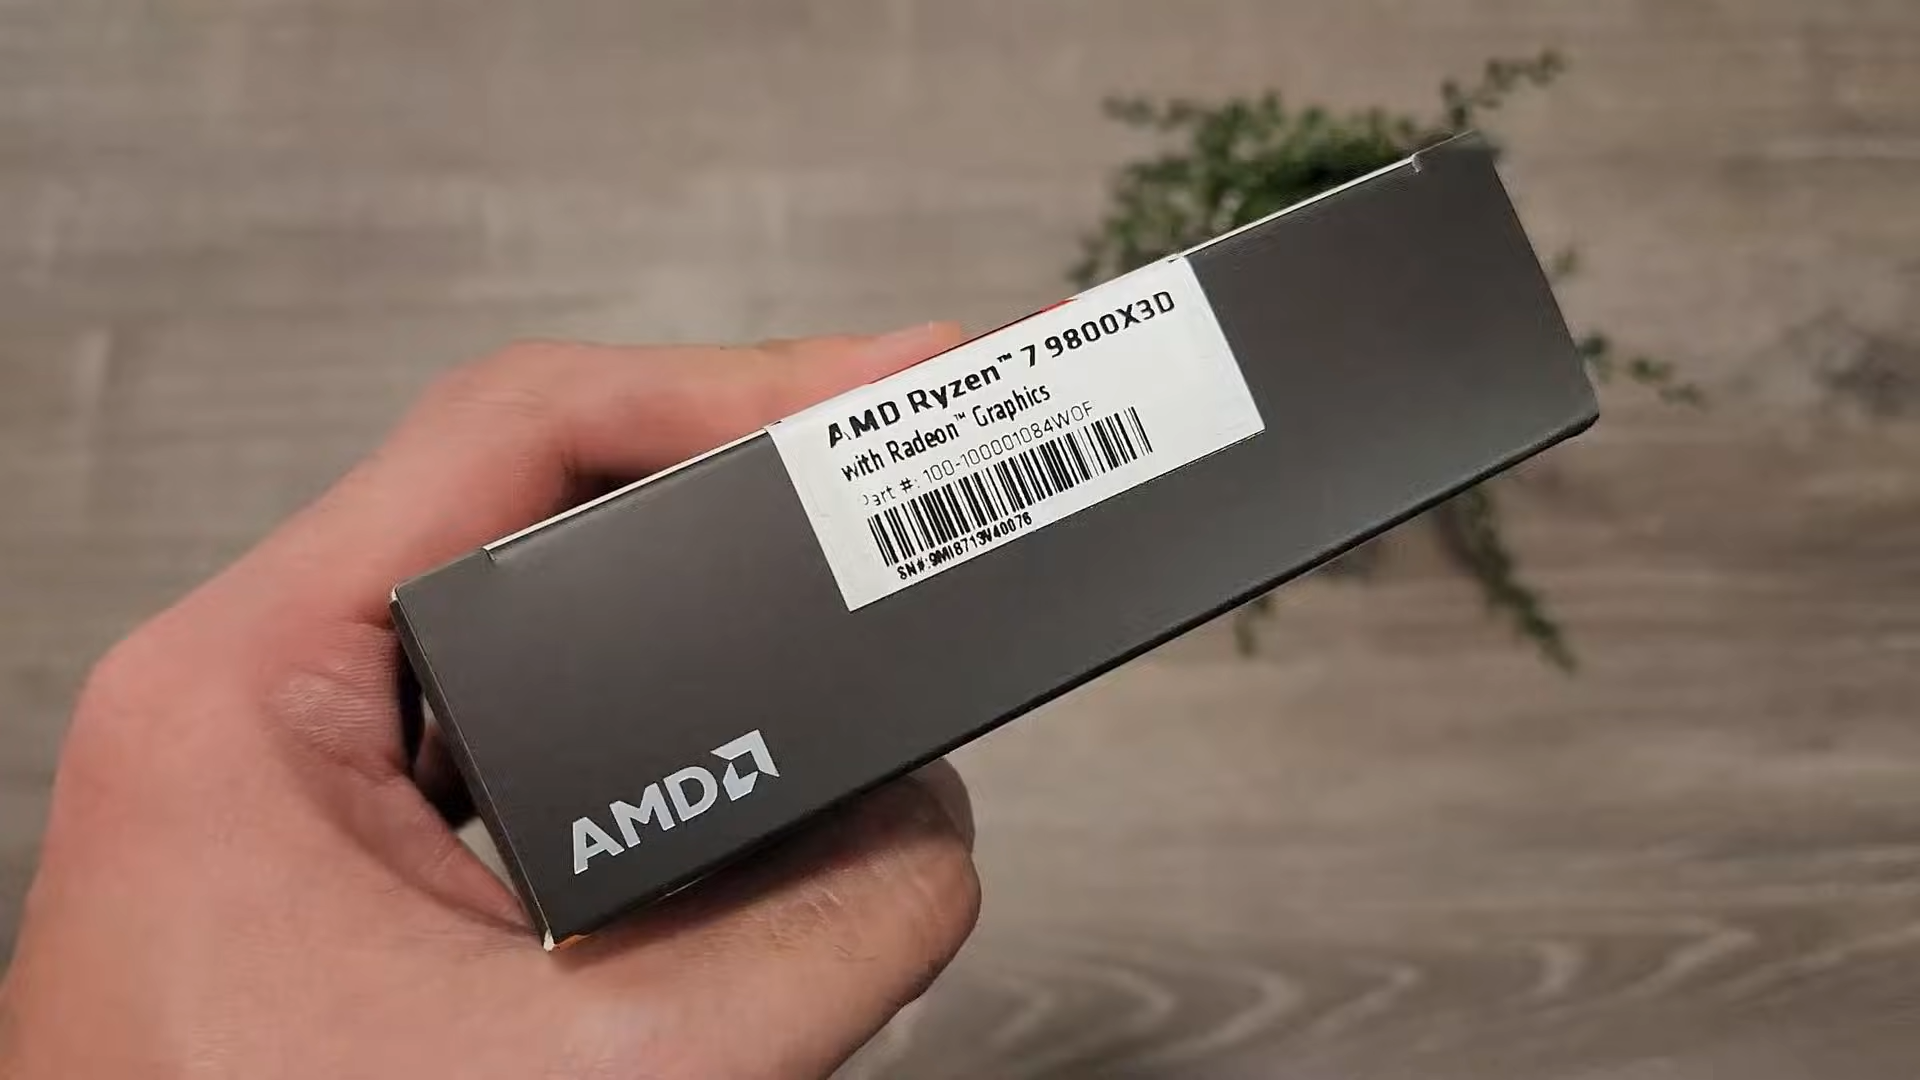 AMD Ryzen™ 7 9800X3D
with Radeon™ Graphics
Part #: 100-100001084WOF
SN#:9MI8713V40076
AMD